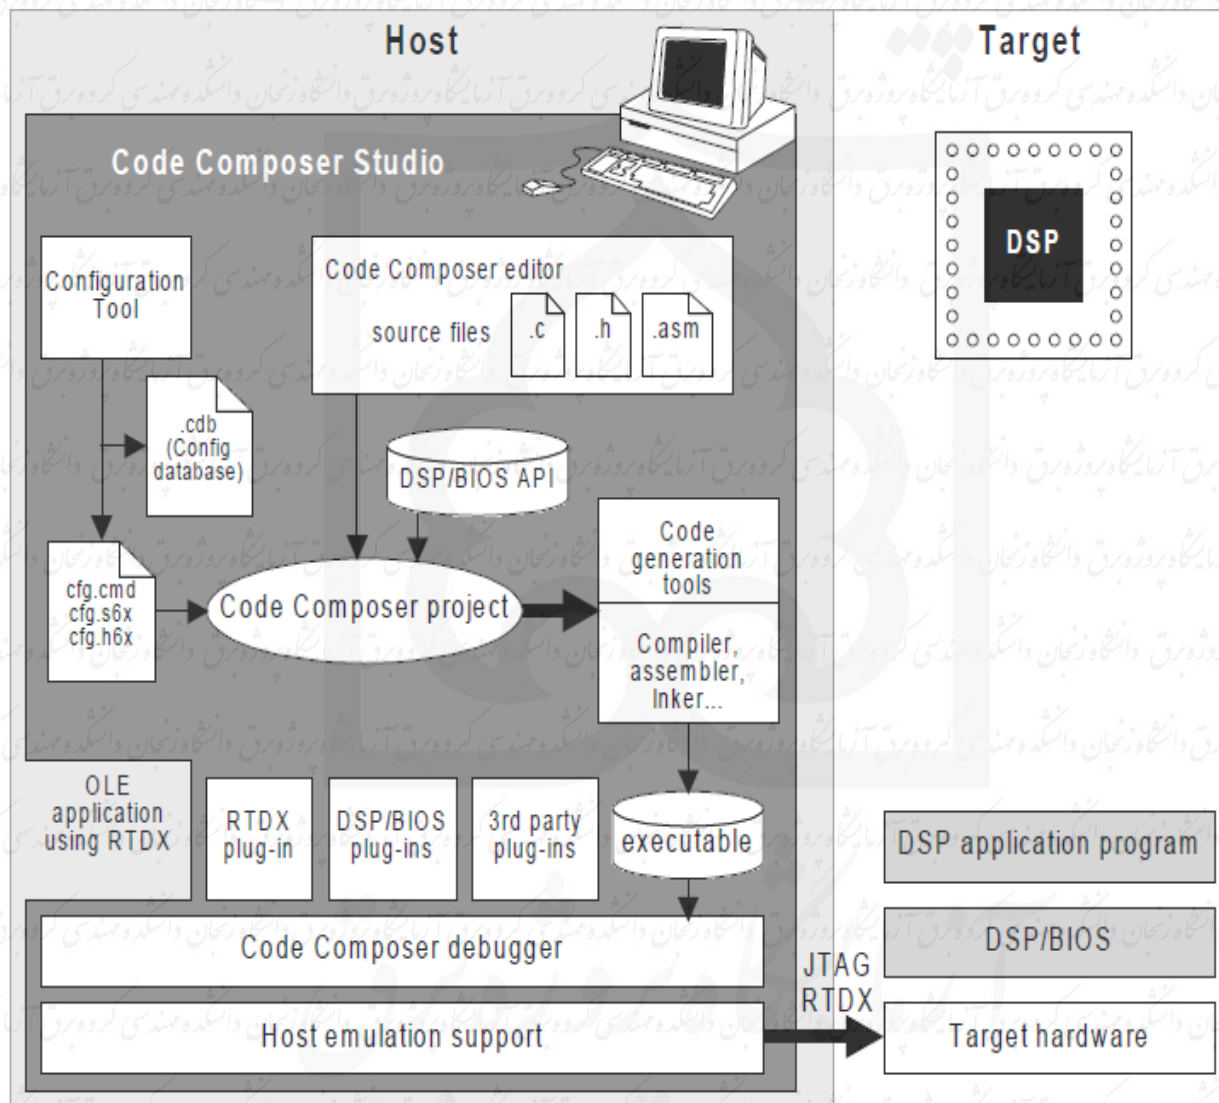 Host
Target
Code Composer Studio
DSP
Configuration
Tool
Code Composer editor
source files
.c
.h
.asm
.cdb
(Config
database)
DSP/BIOS API
Code
generation
tools
cfg.cmd
cfg.s6x
cfg.h6x
Code Composer project
Compiler,
assembler,
lnker...
OLE
application
using RTDX
RTDX
plug-in
DSP/BIOS
plug-ins
3rd party
plug-ins
executable
DSP application program
Code Composer debugger
DSP/BIOS
JTAG
RTDX
Host emulation support
Target hardware